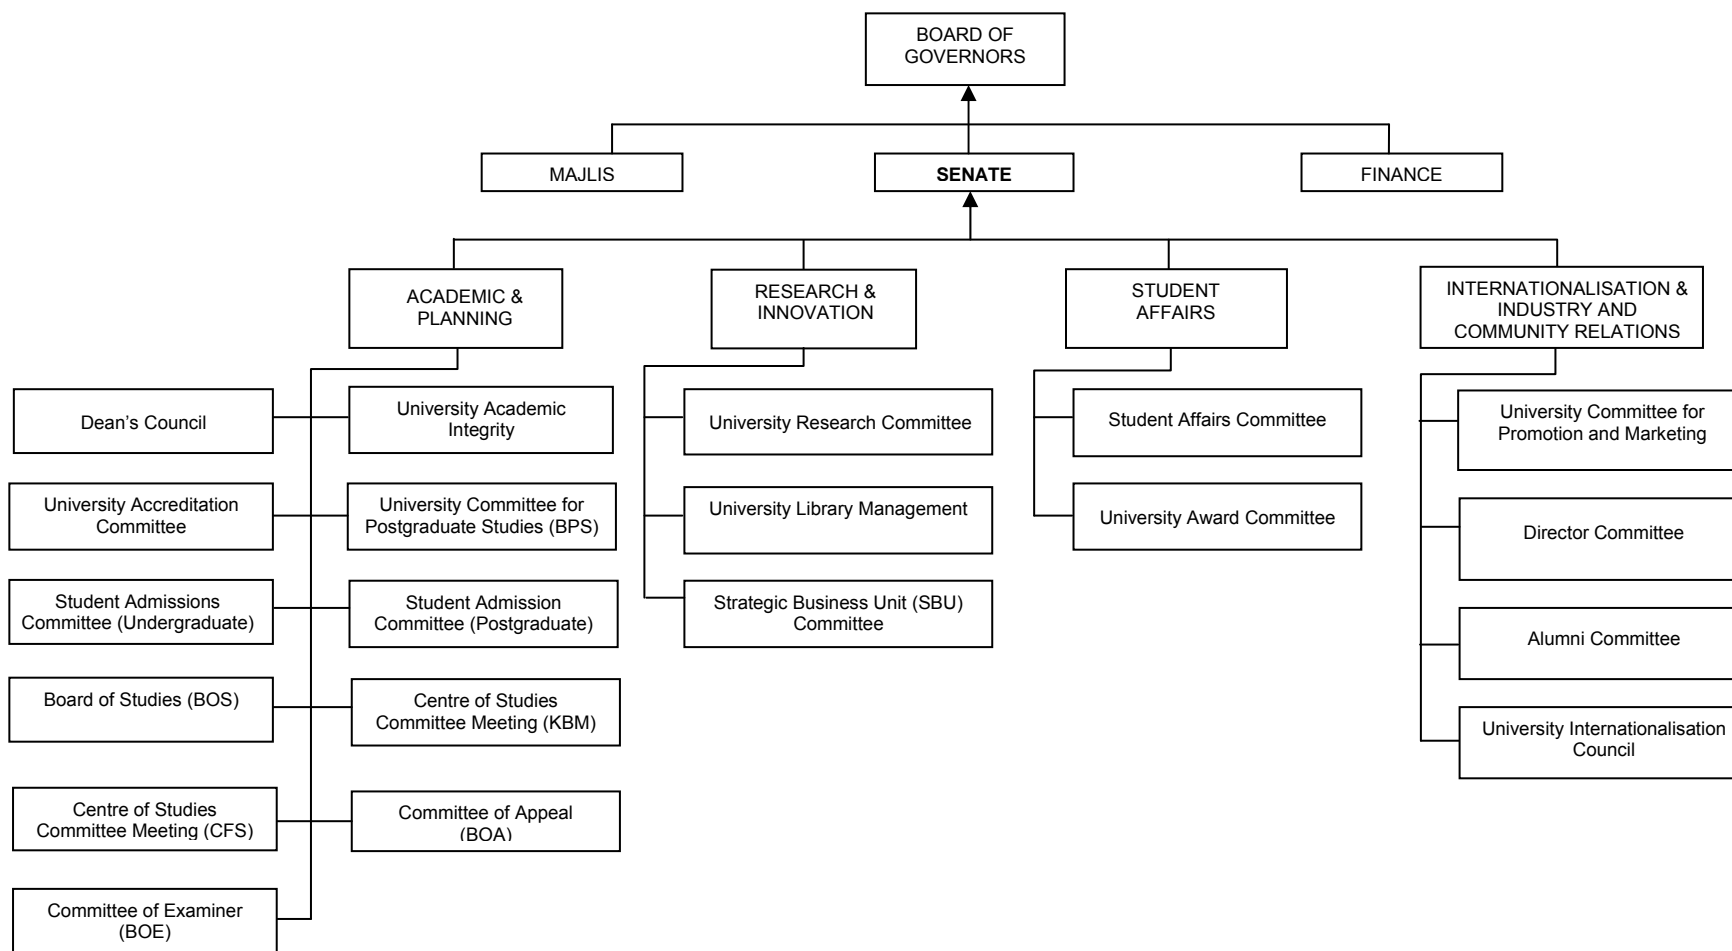 BOARD OF
GOVERNORS
MAJLIS
SENATE
FINANCE
ACADEMIC &
PLANNING
RESEARCH &
INNOVATION
STUDENT
AFFAIRS
INTERNATIONALISATION &
INDUSTRY AND
COMMUNITY RELATIONS
Dean’s Council
University Academic
Integrity
University Research Committee
Student Affairs Committee
University Committee for
Promotion and Marketing
University Accreditation
Committee
University Committee for
Postgraduate Studies (BPS)
University Library Management
University Award Committee
Director Committee
Student Admissions
Committee (Undergraduate)
Student Admission
Committee (Postgraduate)
Strategic Business Unit (SBU)
Committee
Alumni Committee
Board of Studies (BOS)
Centre of Studies
Committee Meeting (KBM)
University Internationalisation
Council
Centre of Studies
Committee Meeting (CFS)
Committee of Appeal
(BOA)
Committee of Examiner
(BOE)